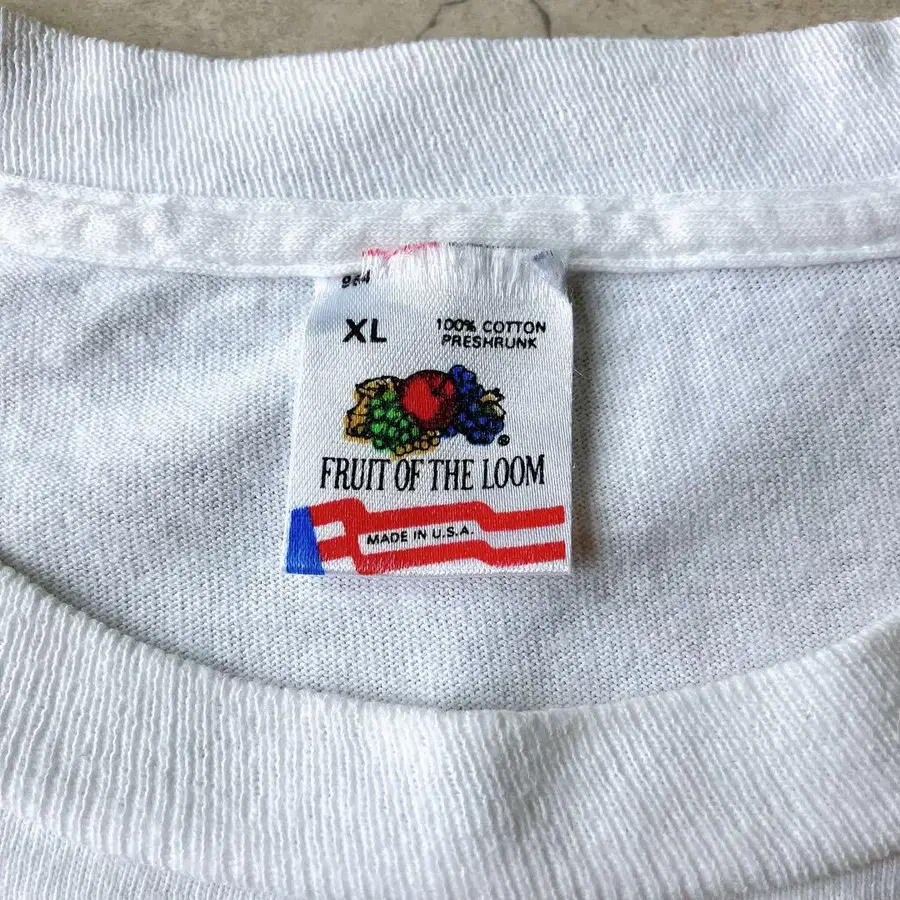 XL
100% COTTON
PRESHRUNK
®
FRUIT OF THE LOOM
MADE IN U.S.A.